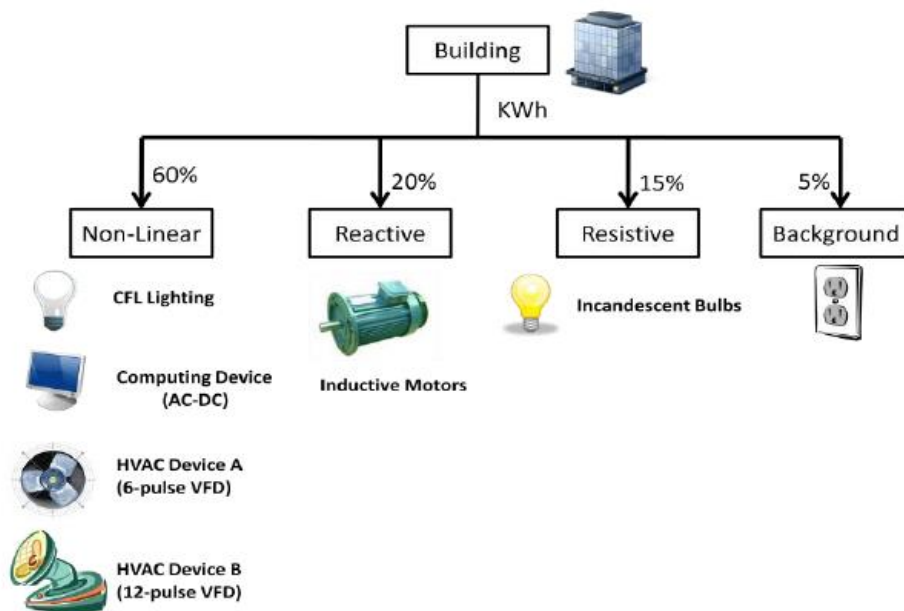 Building
KWh
60%
20%
15%
5%
Non-Linear
Reactive
Resistive
Background
CFL Lighting
Incandescent Bulbs
Computing Device
(AC-DC)
Inductive Motors
HVAC Device A
(6-pulse VFD)
HVAC Device B
(12-pulse VFD)